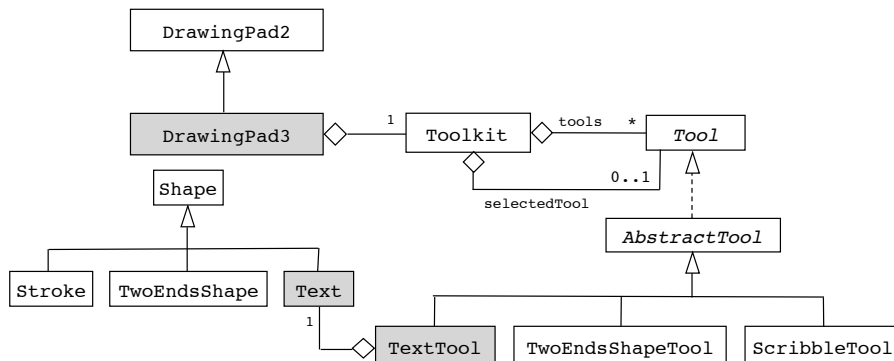 DrawingPad2
DrawingPad3
1
Toolkit
tools
*
Tool
0..1
selectedTool
Shape
AbstractTool
Stroke
TwoEndsShape
Text
1
TextTool
TwoEndsShapeTool
ScribbleTool